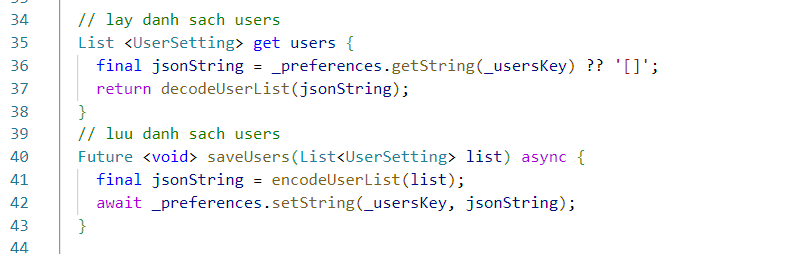 34 // lay danh sach users
35 List <UserSetting> get users {
36 final jsonString = _preferences.getString(_usersKey) ?? '[]';
37 return decodeUserList(jsonString);
38 }
39 // luu danh sach users
40 Future <void> saveUsers(List<UserSetting> list) async {
41 final jsonString = encodeUserList(list);
42 await _preferences.setString(_usersKey, jsonString);
43 }
44